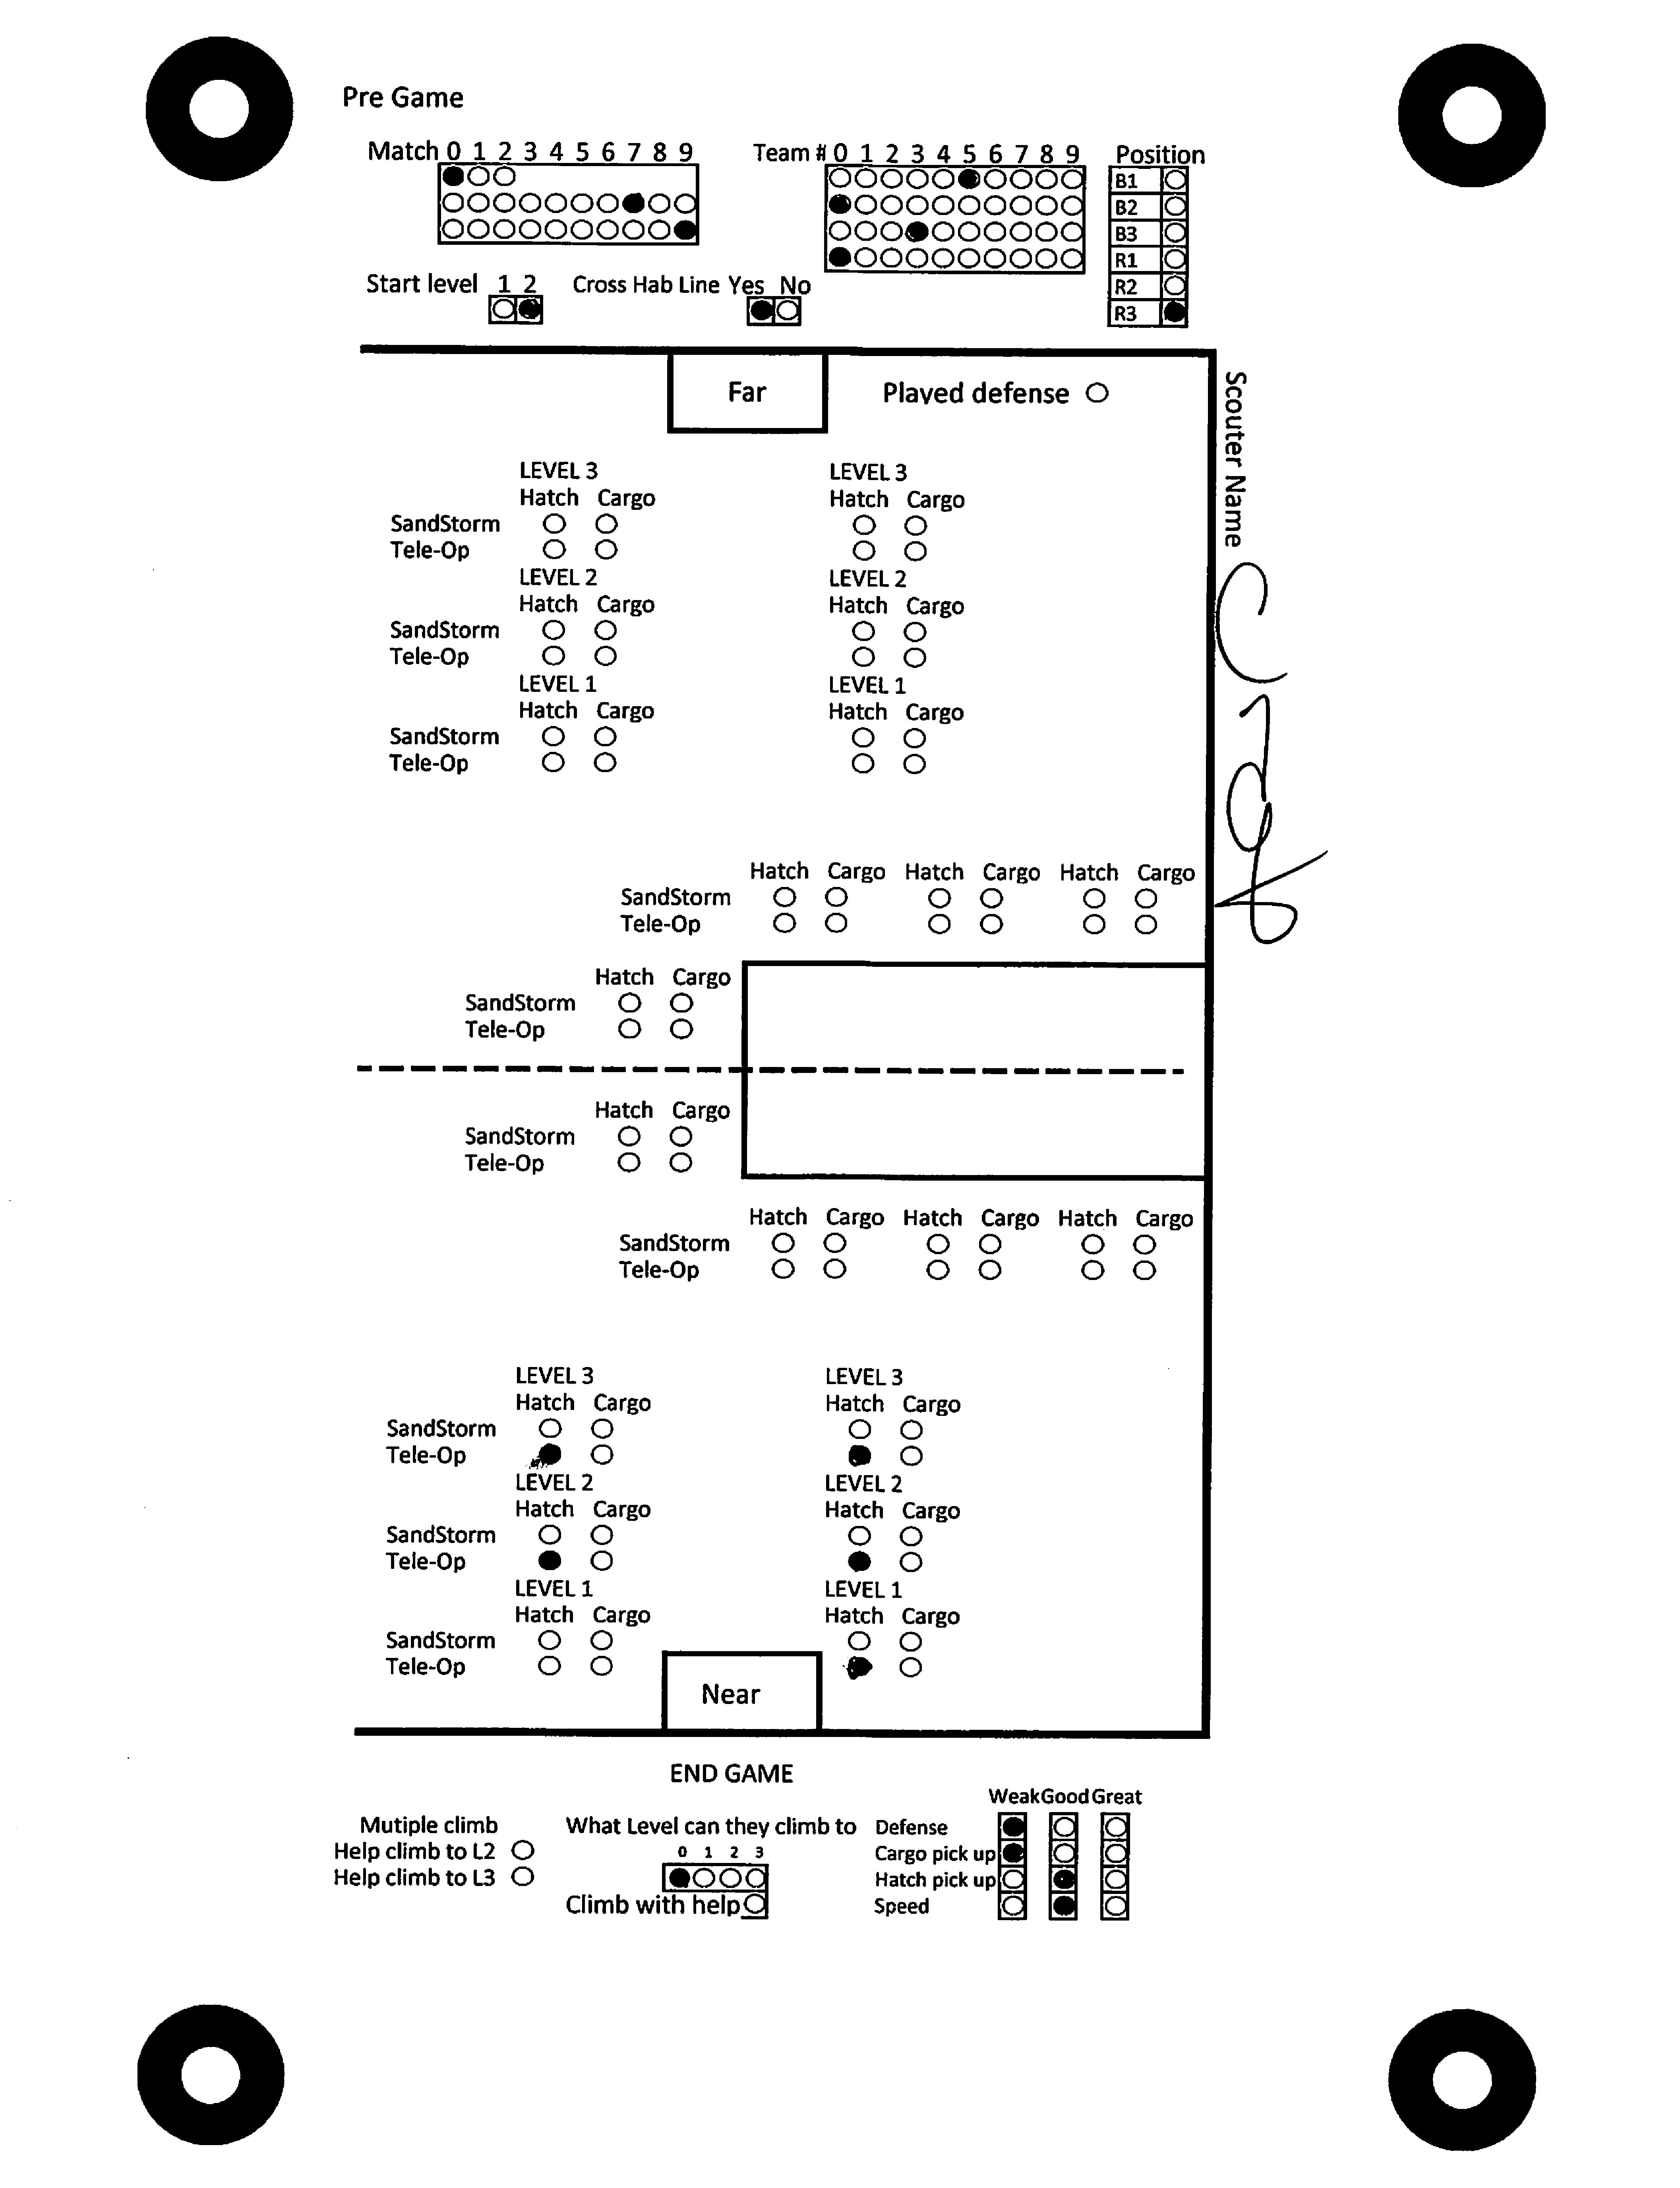 Pre Game
Match 0 1 2 3 4 5 6 7 8 9
Team # 0 1 2 3 4 5 6 7 8 9
Position
B1
B2
B3
R1
R2
R3
Start level 1 2
Cross Hab Line Yes No
Far
Played defense
Scouter Name
LEVEL 3 LEVEL 3
Hatch Cargo Hatch Cargo
SandStorm
Tele-Op
LEVEL 2 LEVEL 2
Hatch Cargo Hatch Cargo
SandStorm
Tele-Op
LEVEL 1 LEVEL 1
Hatch Cargo Hatch Cargo
SandStorm
Tele-Op
Hatch Cargo Hatch Cargo Hatch Cargo
SandStorm
Tele-Op
Hatch Cargo
SandStorm
Tele-Op
Hatch Cargo
SandStorm
Tele-Op
Hatch Cargo Hatch Cargo Hatch Cargo
SandStorm
Tele-Op
LEVEL 3 LEVEL 3
Hatch Cargo Hatch Cargo
SandStorm
Tele-Op
LEVEL 2 LEVEL 2
Hatch Cargo Hatch Cargo
SandStorm
Tele-Op
LEVEL 1 LEVEL 1
Hatch Cargo Hatch Cargo
SandStorm
Tele-Op
Near
END GAME
Mutiple climb
Help climb to L2
Help climb to L3
What Level can they climb to
0 1 2 3
Climb with help
Weak Good Great
Defense
Cargo pick up
Hatch pick up
Speed